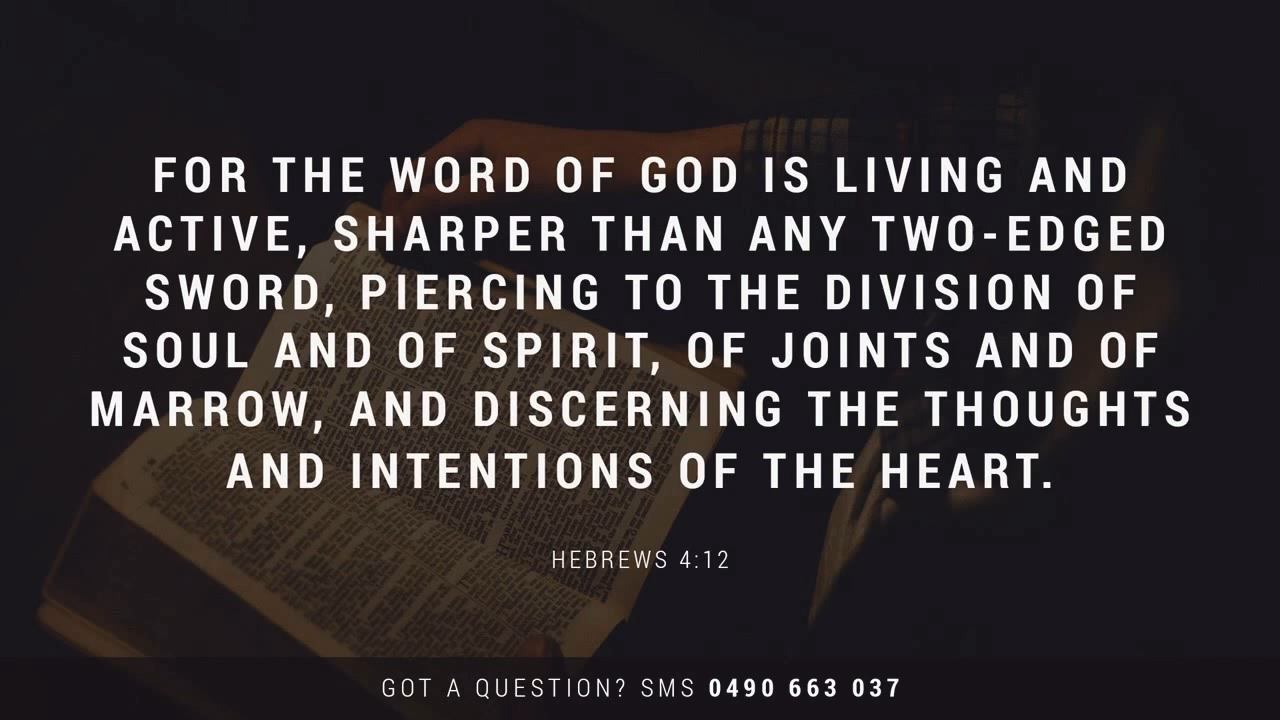 FOR THE WORD OF GOD IS LIVING AND
ACTIVE, SHARPER THAN ANY TWO-EDGED
SWORD, PIERCING TO THE DIVISION OF
SOUL AND OF SPIRIT, OF JOINTS AND OF
MARROW, AND DISCERNING THE THOUGHTS
AND INTENTIONS OF THE HEART.
HEBREWS 4:12
GOT A QUESTION? SMS 0490 663 037